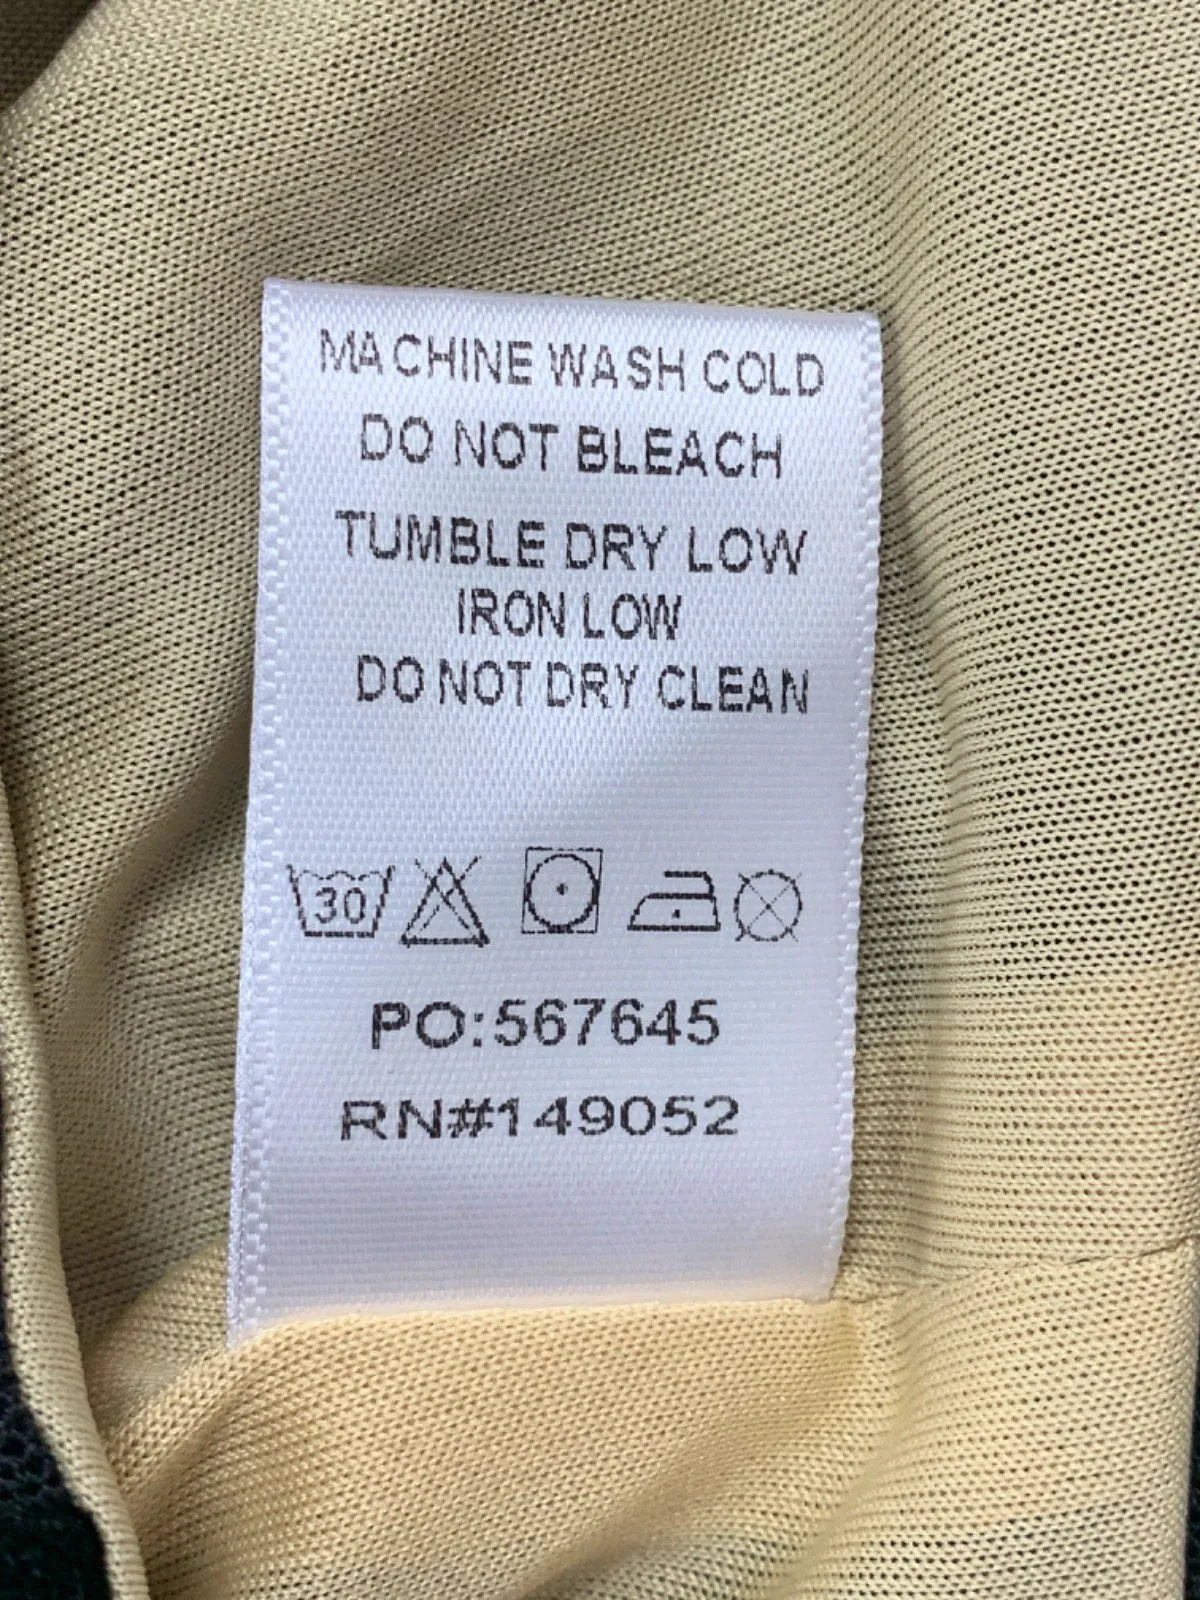 MACHINE WASH COLD
DO NOT BLEACH
TUMBLE DRY LOW
IRON LOW
DO NOT DRY CLEAN
30
PO:567645
RN#149052